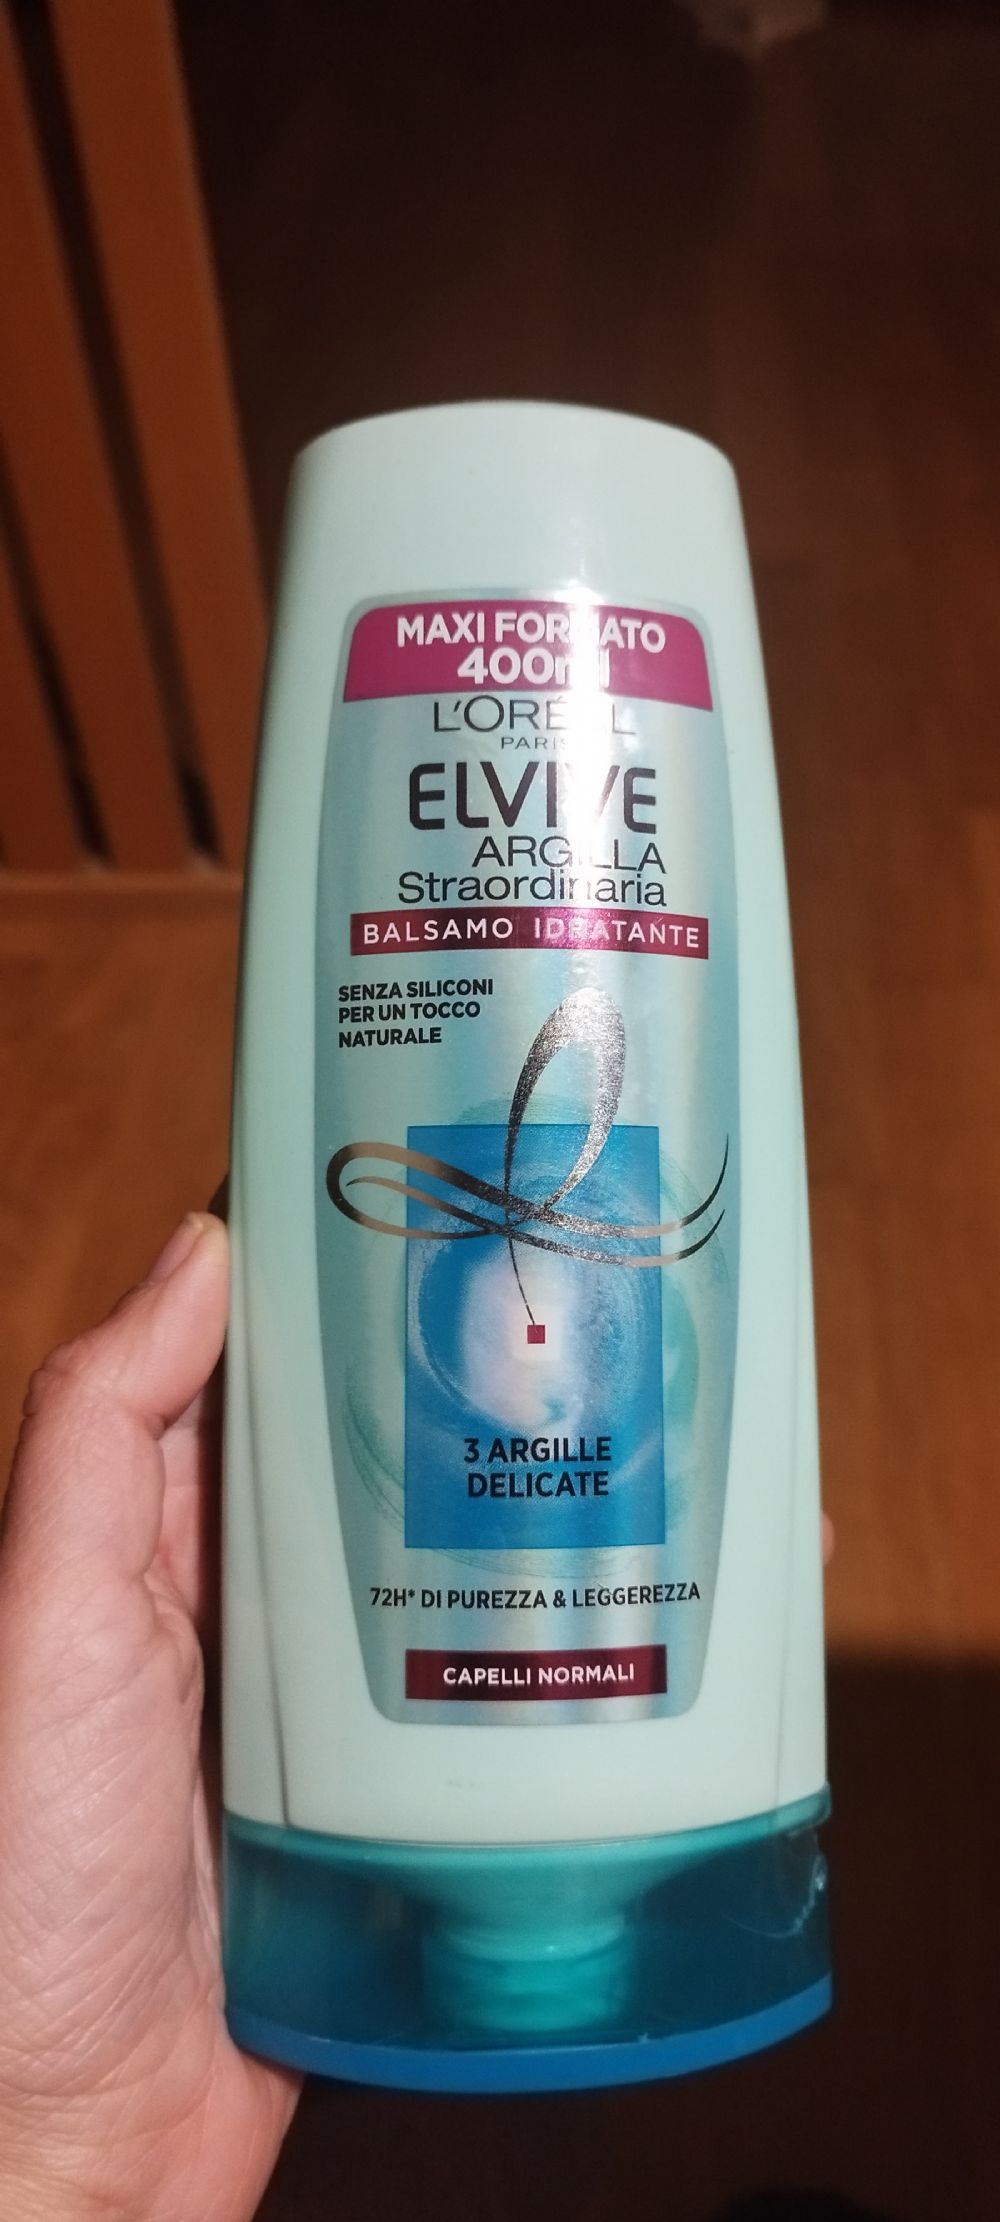 MAXI FORMATO
400ml
L'ORÉAL
PARIS
ELVIVE
ARGILLA
Straordinaria
BALSAMO IDRATANTE
SENZA SILICONI
PER UN TOCCO
NATURALE
3 ARGILLE
DELICATE
72H* DI PUREZZA & LEGGEREZZA
CAPELLI NORMALI